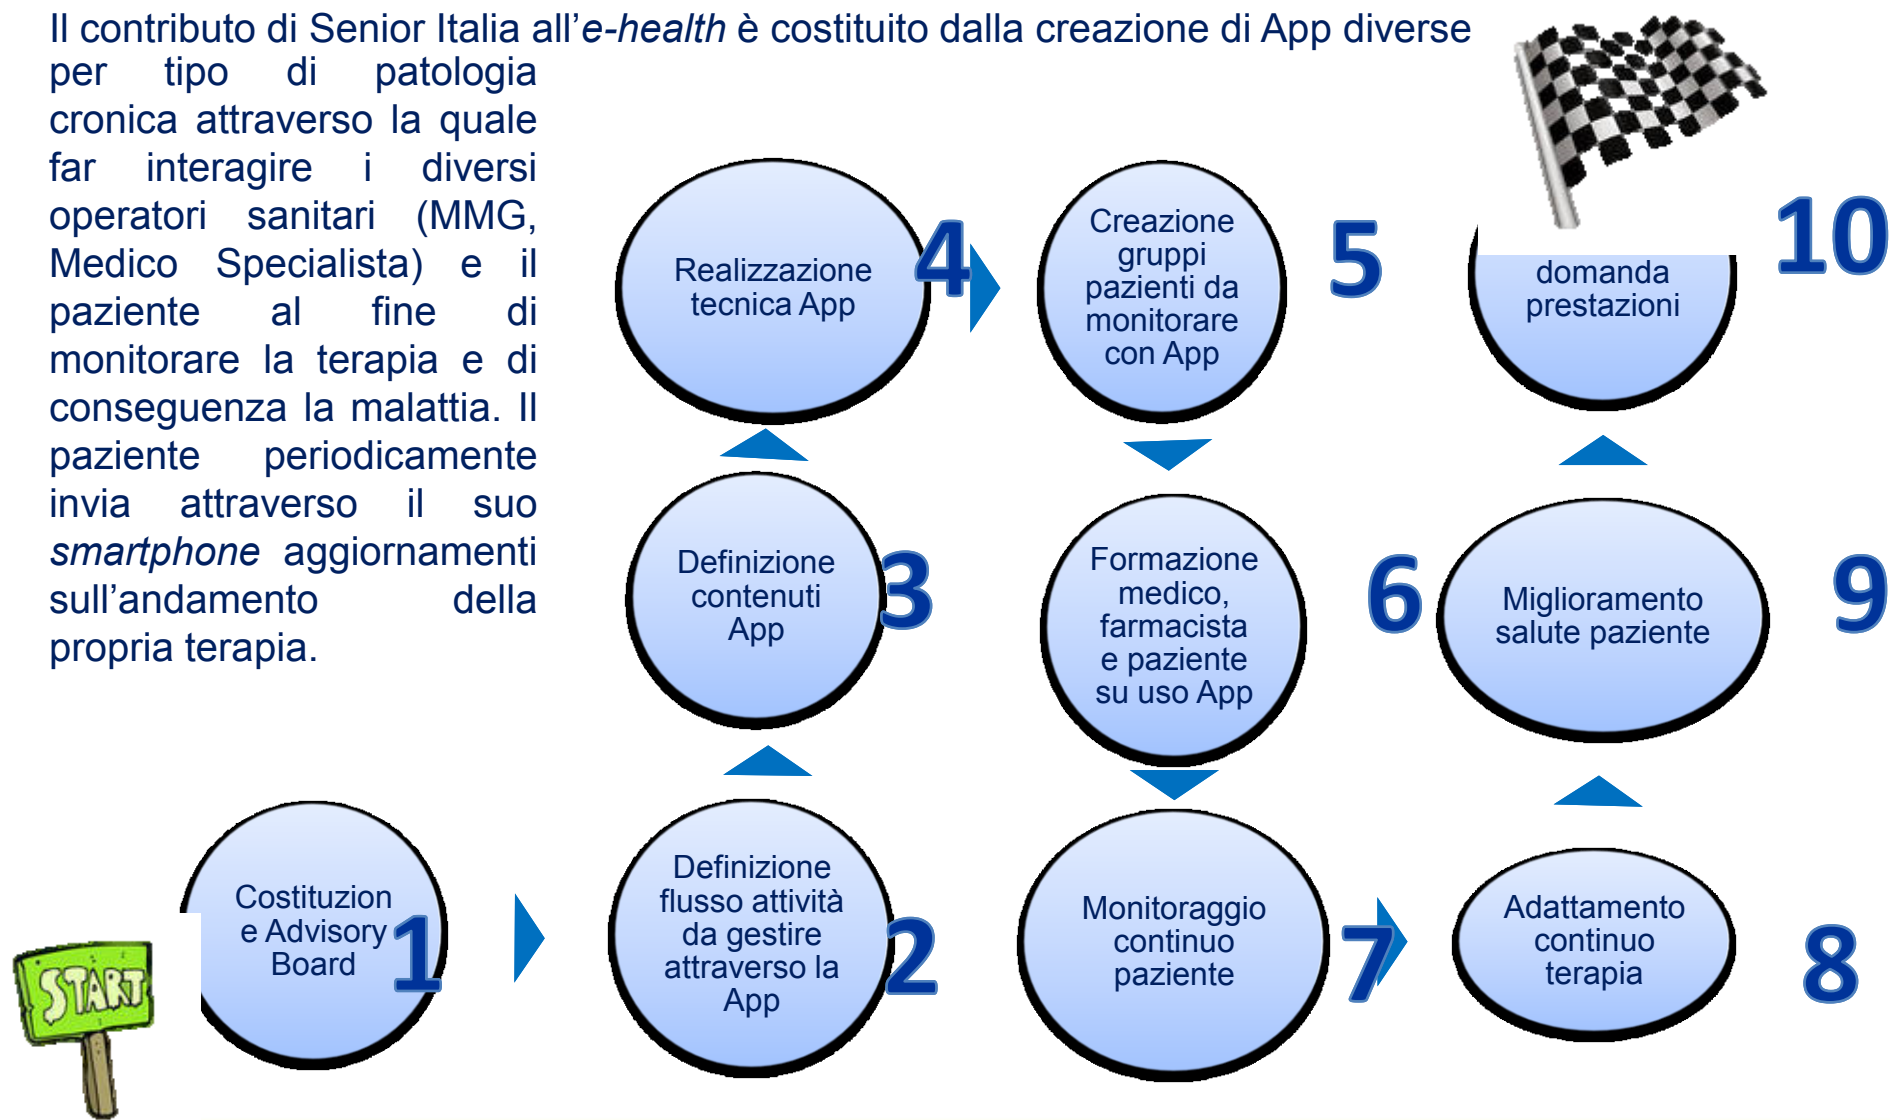 Il contributo di Senior Italia all’e-health è costituito dalla creazione di App diverse
per tipo di patologia
cronica attraverso la quale
far interagire i diversi
operatori sanitari (MMG,
Medico Specialista) e il
paziente al fine di
monitorare la terapia e di
conseguenza la malattia. Il
paziente periodicamente
invia attraverso il suo
smartphone aggiornamenti
sull’andamento della
propria terapia.
START
Costituzion
e Advisory
Board
1
Definizione
flusso attività
da gestire
attraverso la
App
2
Definizione
contenuti
App
3
Realizzazione
tecnica App
4
Creazione
gruppi
pazienti da
monitorare
con App
5
Formazione
medico,
farmacista
e paziente
su uso App
6
Monitoraggio
continuo
paziente
7
Adattamento
continuo
terapia
8
Miglioramento
salute paziente
9
domanda
prestazioni
10